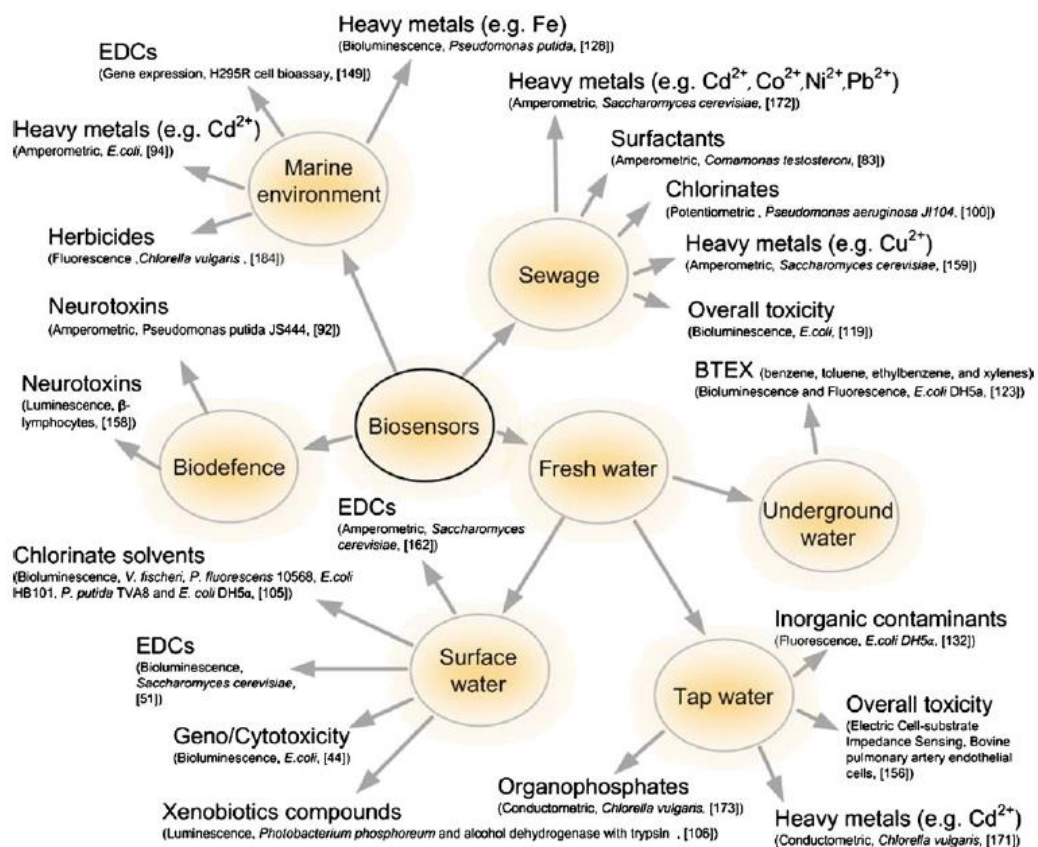 Heavy metals (e.g. Fe)
(Bioluminescence, Pseudomonas putida, [128])
EDCs
(Gene expression, H295R cell bioassay, [149])
Heavy metals (e.g. Cd²⁺)
(Amperometric, E.coli, [94])
Marine
environment
Herbicides
(Fluorescence ,Chlorella vulgaris , [184])
Heavy metals (e.g. Cd²⁺, Co²⁺,Ni²⁺,Pb²⁺)
(Amperometric, Saccharomyces cerevisiae, [172])
Surfactants
(Amperometric, Comamonas testosteroni, [83])
Chlorinates
(Potentiometric , Pseudomonas aeruginosa JI104, [100])
Heavy metals (e.g. Cu²⁺)
(Amperometric, Saccharomyces cerevisiae, [159])
Sewage
Overall toxicity
(Bioluminescence, E.coli, [119])
Neurotoxins
(Amperometric, Pseudomonas putida JS444, [92])
Neurotoxins
(Luminescence, β-
lymphocytes, [158])
Biodefence
Biosensors
Fresh water
BTEX (benzene, toluene, ethylbenzene, and xylenes)
(Bioluminescence and Fluorescence, E.coli DH5a, [123])
Underground
water
EDCs
(Amperometric, Saccharomyces
cerevisiae, [162])
Chlorinate solvents
(Bioluminescence, V. fischeri, P. fluorescens 10568, E.coli
HB101, P. putida TVA8 and E. coli DH5α, [105])
EDCs
(Bioluminescence,
Saccharomyces cerevisiae,
[51])
Surface
water
Geno/Cytotoxicity
(Bioluminescence, E.coli, [44])
Xenobiotics compounds
(Luminescence, Photobacterium phosphoreum and alcohol dehydrogenase with trypsin , [106])
Inorganic contaminants
(Fluorescence, E.coli DH5α, [132])
Tap water
Overall toxicity
(Electric Cell-substrate
Impedance Sensing, Bovine
pulmonary artery endothelial
cells, [156])
Organophosphates
(Conductometric, Chlorella vulgaris, [173])
Heavy metals (e.g. Cd²⁺)
(Conductometric, Chlorella vulgaris, [171])